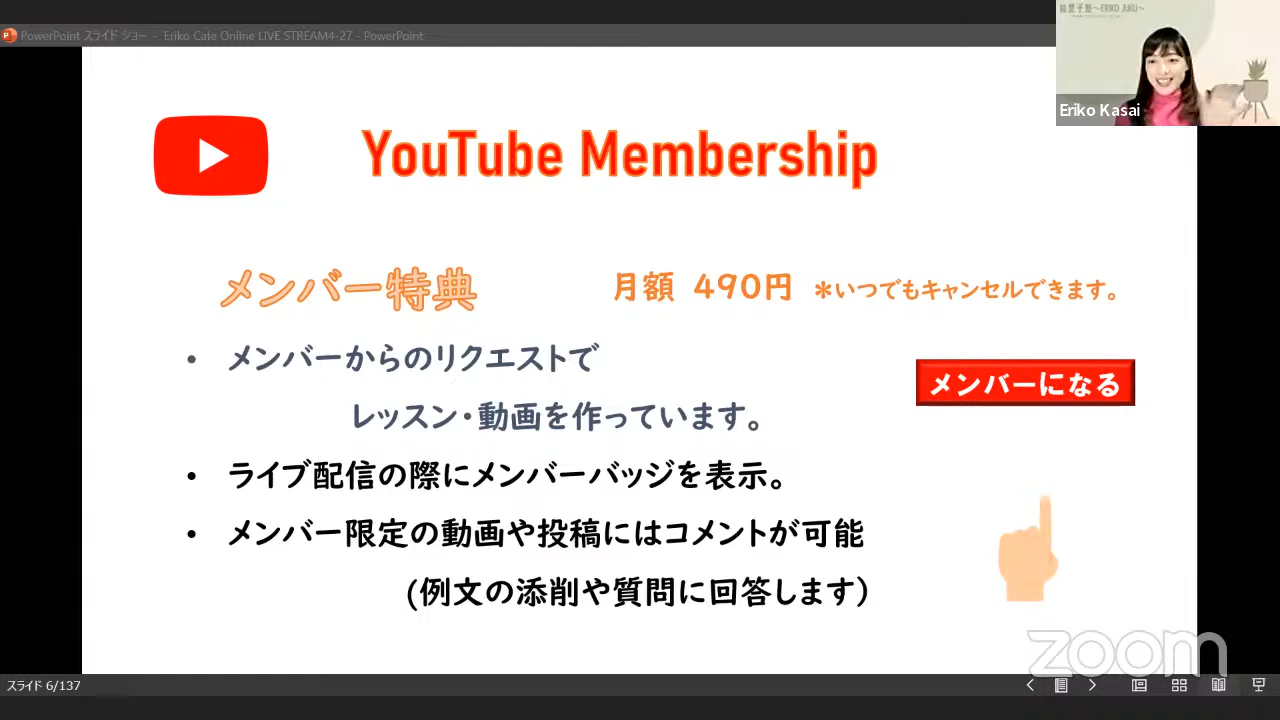 PowerPoint スライド ショー - Eriko Cafe Online LIVE STREAM4-27 - PowerPoint
絵里子塾～ERIKO JUKU～
Eriko Kasai
YouTube Membership
メンバー特典
月額 490円 *いつでもキャンセルできます。
• メンバーからのリクエストで
レッスン・動画を作っています。
メンバーになる
• ライブ配信の際にメンバーバッジを表示。
• メンバー限定の動画や投稿にはコメントが可能
(例文の添削や質問に回答します)
zoom
スライド 6/137